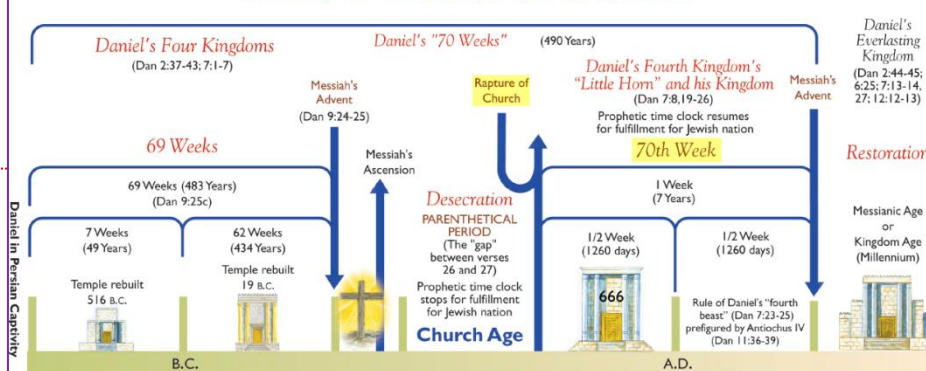 Daniel's Four Kingdoms
(Dan 2:37-43; 7:1-7)
Daniel's "70 Weeks"
(490 Years)
Daniel's
Everlasting
Kingdom
(Dan 2:44-45;
6:25; 7:13-14,
27; 12:12-13)
Messiah's
Advent
(Dan 9:24-25)
Rapture of
Church
Daniel's Fourth Kingdom's
"Little Horn" and his Kingdom
(Dan 7:8,19-26)
Prophetic time clock resumes
for fulfillment for Jewish nation
Messiah's
Advent
69 Weeks
Messiah's
Ascension
70th Week
Restoration
69 Weeks (483 Years)
(Dan 9:25c)
1 Week
(7 Years)
Desecration
PARENTHETICAL
PERIOD
(The "gap"
between verses
26 and 27)
Prophetic time clock
stops for fulfillment
for Jewish nation
Church Age
7 Weeks
(49 Years)
62 Weeks
(434 Years)
1/2 Week
(1260 days)
1/2 Week
(1260 days)
Messianic Age
or
Kingdom Age
(Millennium)
Temple rebuilt
516 B.C.
Temple rebuilt
19 B.C.
666
Rule of Daniel's "fourth
beast" (Dan 7:23-25)
prefigured by Antiochus IV
(Dan 11:36-39)
Daniel in Persian Captivity
B.C.
A.D.